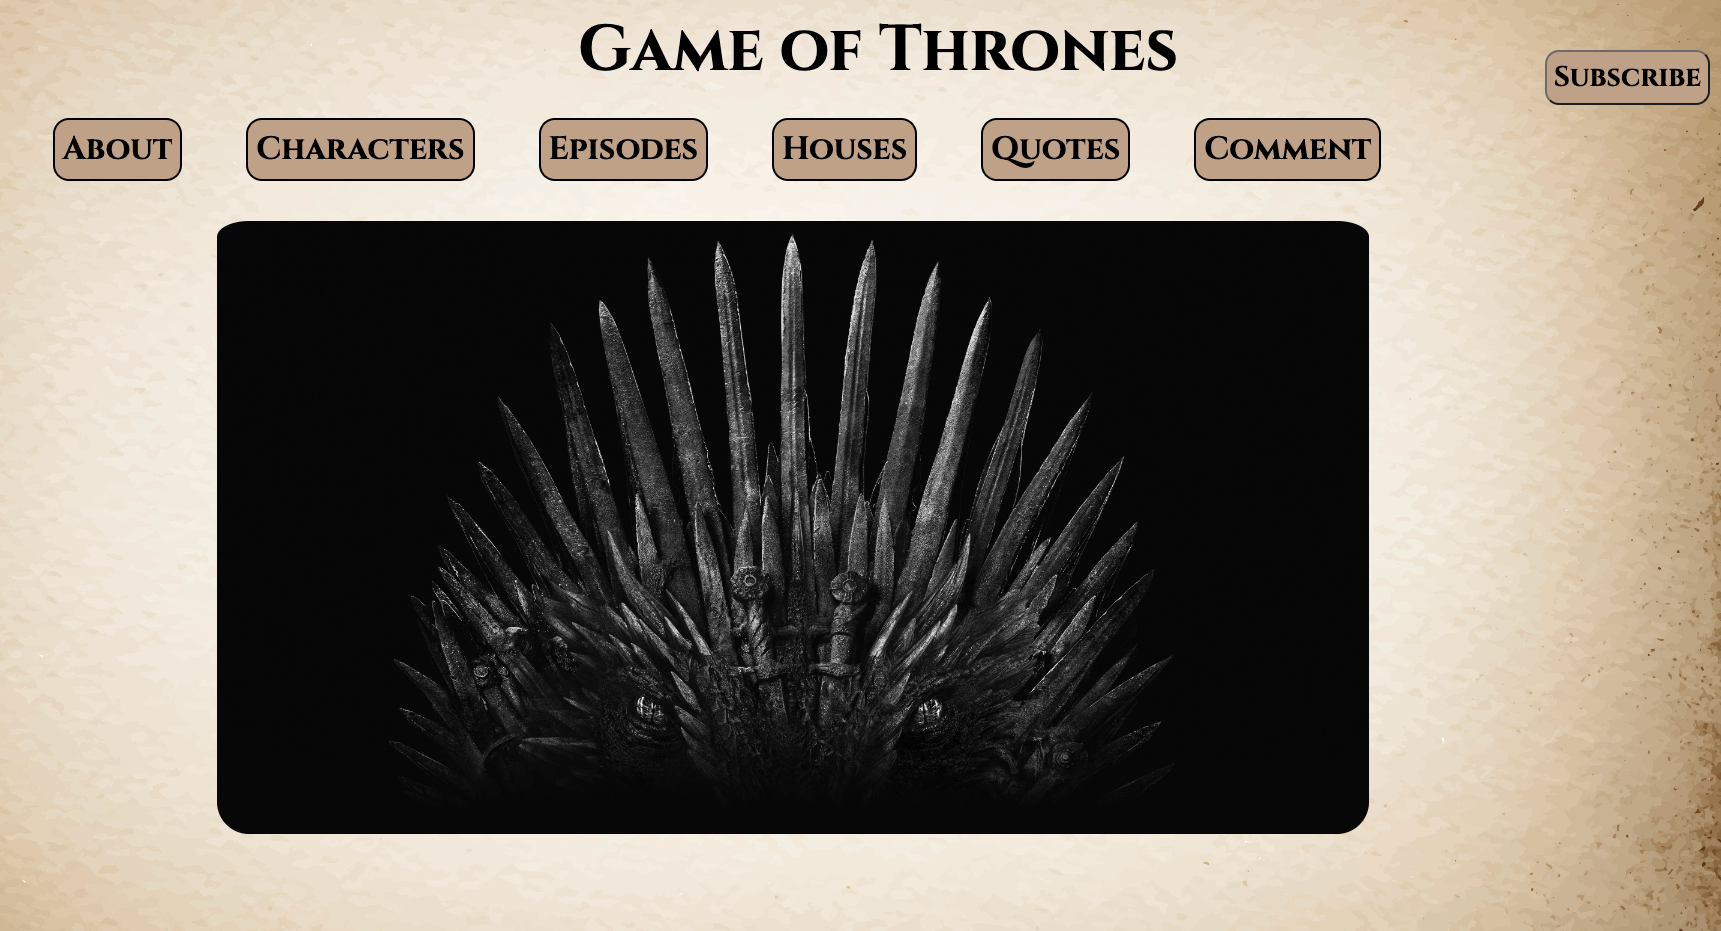 Game of Thrones
Subscribe
About Characters Episodes Houses Quotes Comment